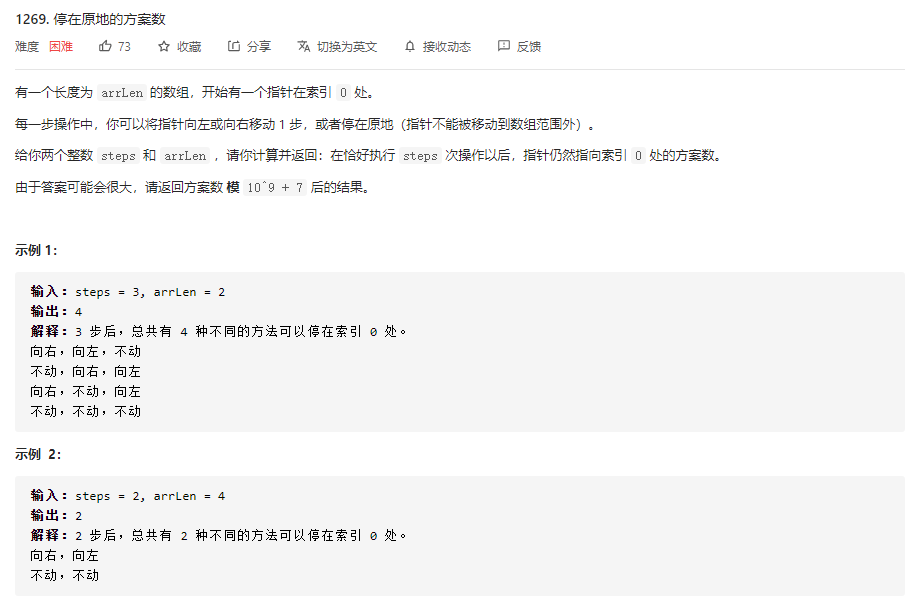 1269. 停在原地的方案数
难度 困难 73 收藏 分享 切换为英文 接收动态 反馈
有一个长度为 arrLen 的数组，开始有一个指针在索引 0 处。
每一步操作中，你可以将指针向左或向右移动 1 步，或者停在原地（指针不能被移动到数组范围外）。
给你两个整数 steps 和 arrLen ，请你计算并返回：在恰好执行 steps 次操作以后，指针仍然指向索引 0 处的方案数。
由于答案可能会很大，请返回方案数 模 10^9 + 7 后的结果。
示例 1：
输入：steps = 3, arrLen = 2
输出：4
解释：3 步后，总共有 4 种不同的方法可以停在索引 0 处。
向右，向左，不动
不动，向右，向左
向右，不动，向左
不动，不动，不动
示例 2：
输入：steps = 2, arrLen = 4
输出：2
解释：2 步后，总共有 2 种不同的方法可以停在索引 0 处。
向右，向左
不动，不动